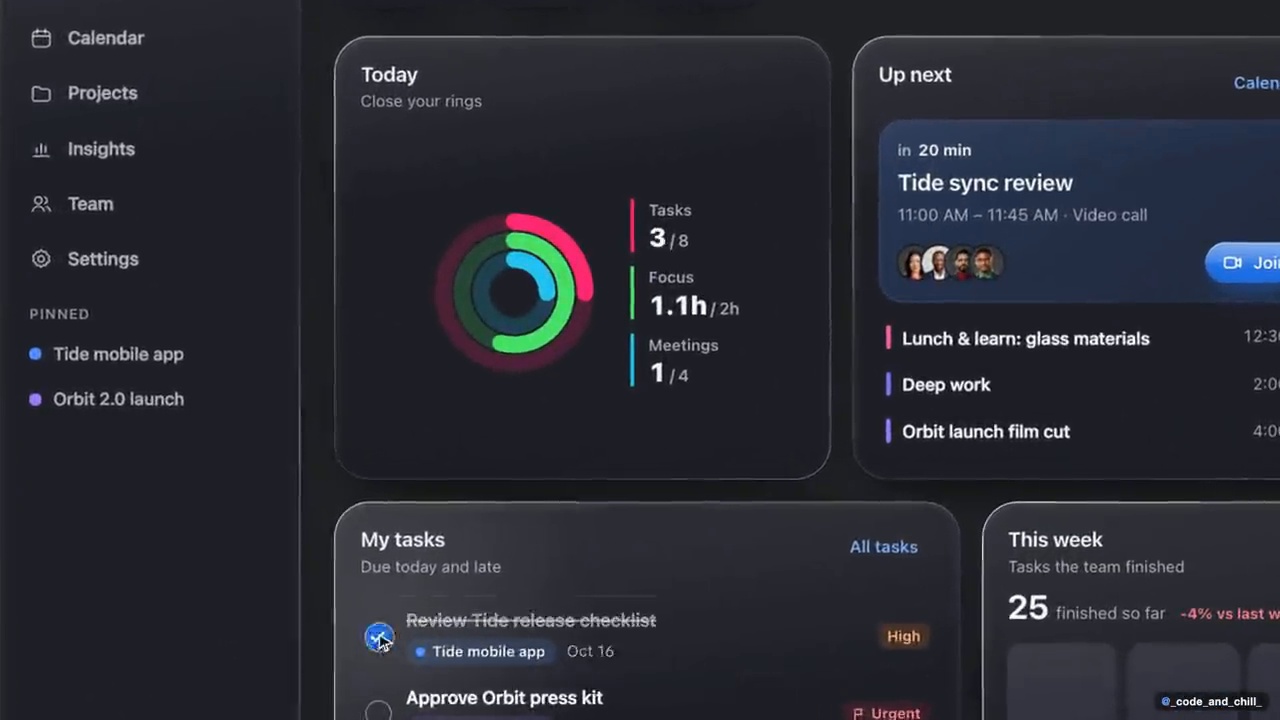 Calendar
Projects
Insights
Team
Settings
PINNED
Tide mobile app
Orbit 2.0 launch
Today
Close your rings
Tasks
3 / 8
Focus
1.1h / 2h
Meetings
1 / 4
Up next
in 20 min
Tide sync review
11:00 AM – 11:45 AM · Video call
Lunch & learn: glass materials
Deep work
Orbit launch film cut
My tasks
All tasks
Due today and late
Review Tide release checklist
High
Tide mobile app Oct 16
Approve Orbit press kit
Urgent
This week
Tasks the team finished
25 finished so far -4% vs last
@_code_and_chill_